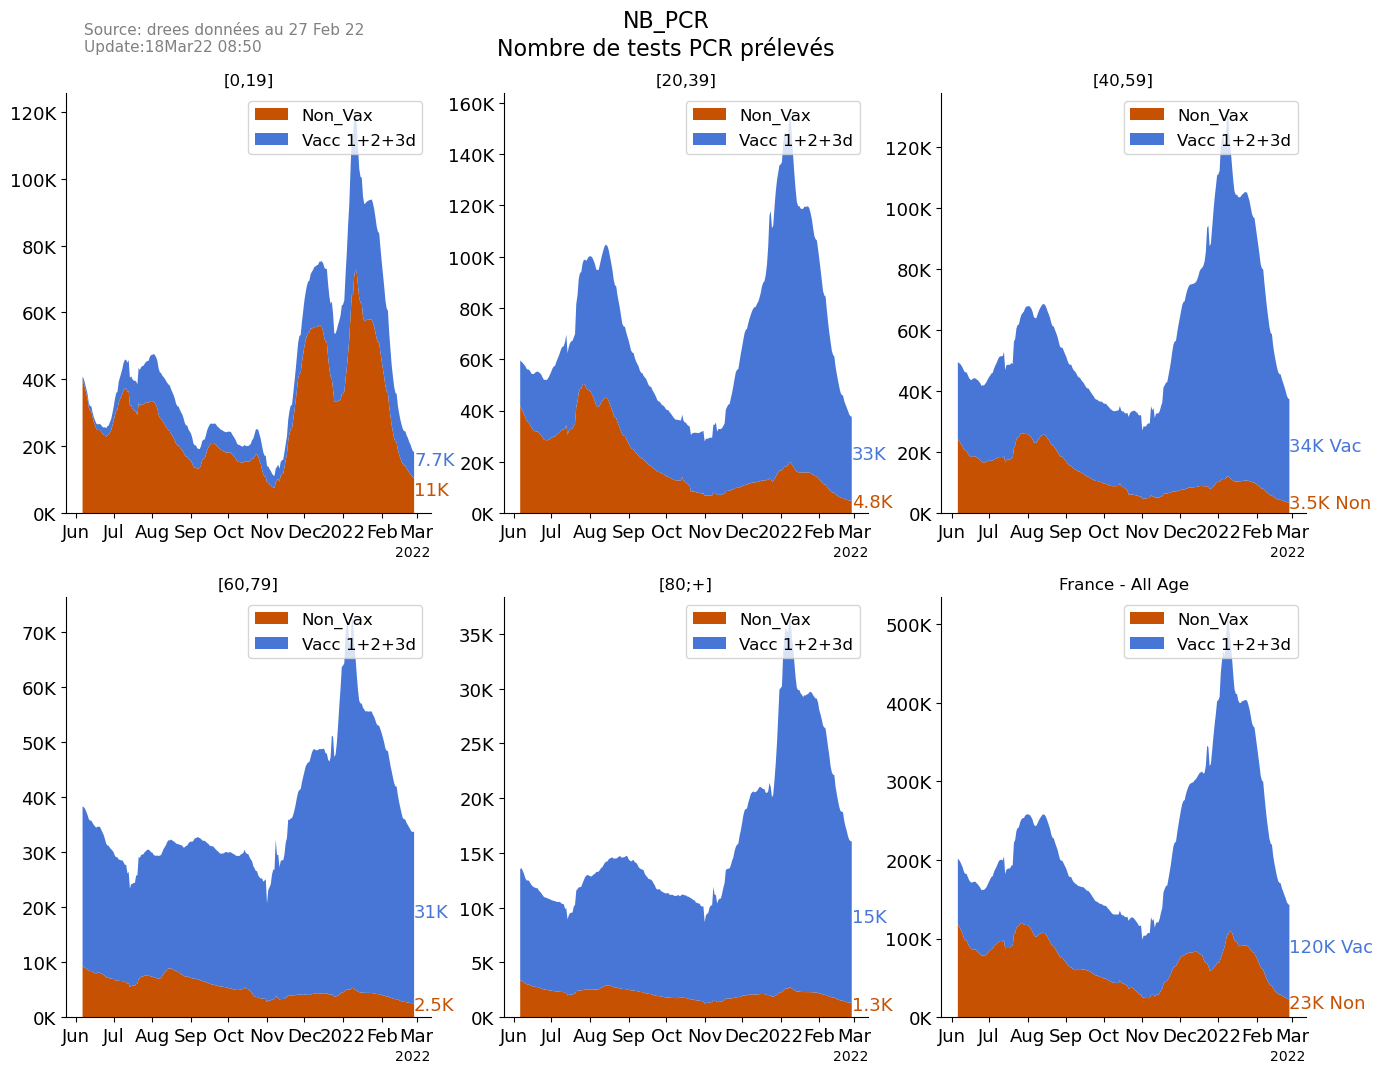 Source: drees données au 27 Feb 22
Update:18Mar22 08:50
NB_PCR
Nombre de tests PCR prélevés
[0,19]
120K
100K
80K
60K
40K
20K
0K
Non_Vax
Vacc 1+2+3d
7.7K
11K
Jun Jul Aug Sep Oct Nov Dec 2022 Feb Mar
2022
[20,39]
160K
140K
120K
100K
80K
60K
40K
20K
0K
Non_Vax
Vacc 1+2+3d
33K
4.8K
Jun Jul Aug Sep Oct Nov Dec 2022 Feb Mar
2022
[40,59]
120K
100K
80K
60K
40K
20K
0K
Non_Vax
Vacc 1+2+3d
34K Vac
3.5K Non
Jun Jul Aug Sep Oct Nov Dec 2022 Feb Mar
2022
[60,79]
70K
60K
50K
40K
30K
20K
10K
0K
Non_Vax
Vacc 1+2+3d
31K
2.5K
Jun Jul Aug Sep Oct Nov Dec 2022 Feb Mar
2022
[80;+]
35K
30K
25K
20K
15K
10K
5K
0K
Non_Vax
Vacc 1+2+3d
15K
1.3K
Jun Jul Aug Sep Oct Nov Dec 2022 Feb Mar
2022
France - All Age
500K
400K
300K
200K
100K
0K
Non_Vax
Vacc 1+2+3d
120K Vac
23K Non
Jun Jul Aug Sep Oct Nov Dec 2022 Feb Mar
2022